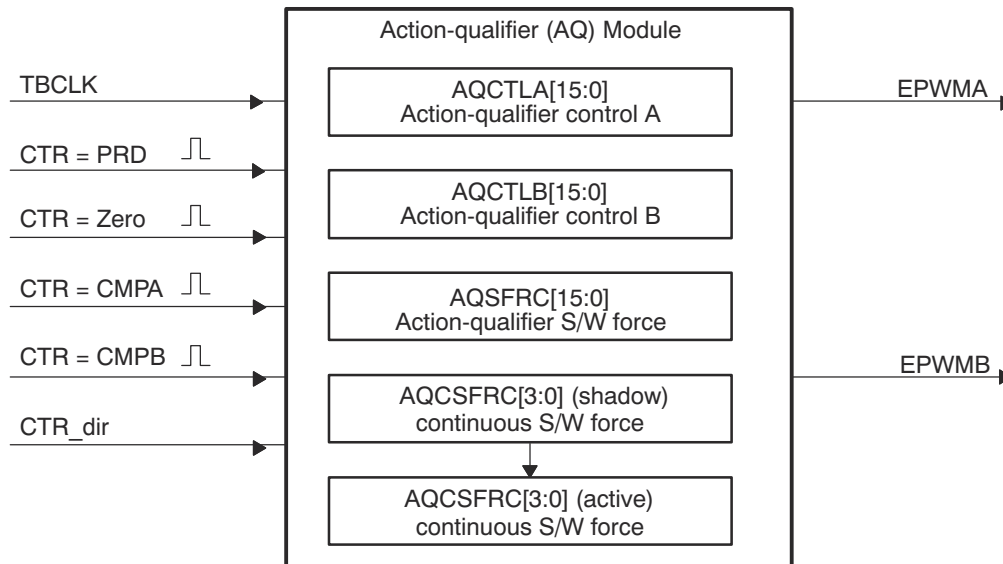 Action-qualifier (AQ) Module
TBCLK
CTR = PRD
CTR = Zero
CTR = CMPA
CTR = CMPB
CTR_dir
AQCTLA[15:0]
Action-qualifier control A
AQCTLB[15:0]
Action-qualifier control B
AQSFRC[15:0]
Action-qualifier S/W force
AQCSFRC[3:0] (shadow)
continuous S/W force
AQCSFRC[3:0] (active)
continuous S/W force
EPWMA
EPWMB